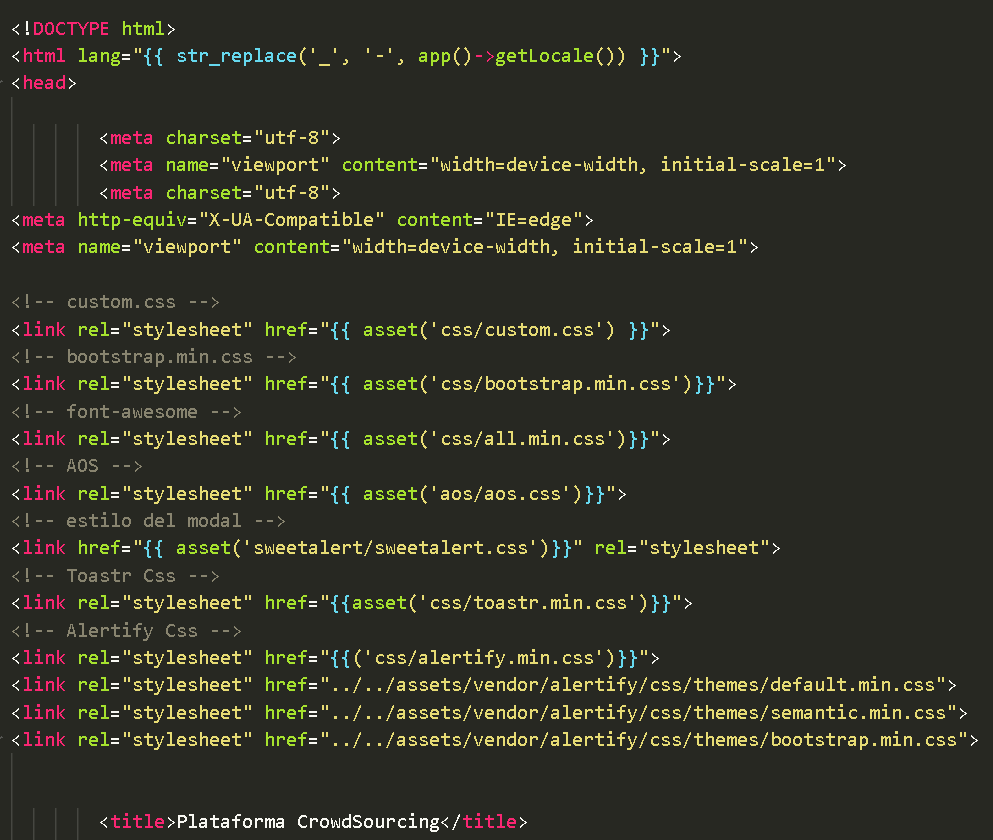 <!DOCTYPE html>
<html lang="{{ str_replace('_', '-', app()->getLocale()) }}">
<head>
<meta charset="utf-8">
<meta name="viewport" content="width=device-width, initial-scale=1">
<meta charset="utf-8">
<meta http-equiv="X-UA-Compatible" content="IE=edge">
<meta name="viewport" content="width=device-width, initial-scale=1">
<!-- custom.css -->
<link rel="stylesheet" href="{{ asset('css/custom.css') }}">
<!-- bootstrap.min.css -->
<link rel="stylesheet" href="{{ asset('css/bootstrap.min.css')}}">
<!-- font-awesome -->
<link rel="stylesheet" href="{{ asset('css/all.min.css')}}">
<!-- AOS -->
<link rel="stylesheet" href="{{ asset('aos/aos.css')}}">
<!-- estilo del modal -->
<link href="{{ asset('sweetalert/sweetalert.css')}}" rel="stylesheet">
<!-- Toastr Css -->
<link rel="stylesheet" href="{{asset('css/toastr.min.css')}}">
<!-- Alertify Css -->
<link rel="stylesheet" href="{{('css/alertify.min.css')}}">
<link rel="stylesheet" href="../../assets/vendor/alertify/css/themes/default.min.css">
<link rel="stylesheet" href="../../assets/vendor/alertify/css/themes/semantic.min.css">
<link rel="stylesheet" href="../../assets/vendor/alertify/css/themes/bootstrap.min.css">
<title>Plataforma CrowdSourcing</title>